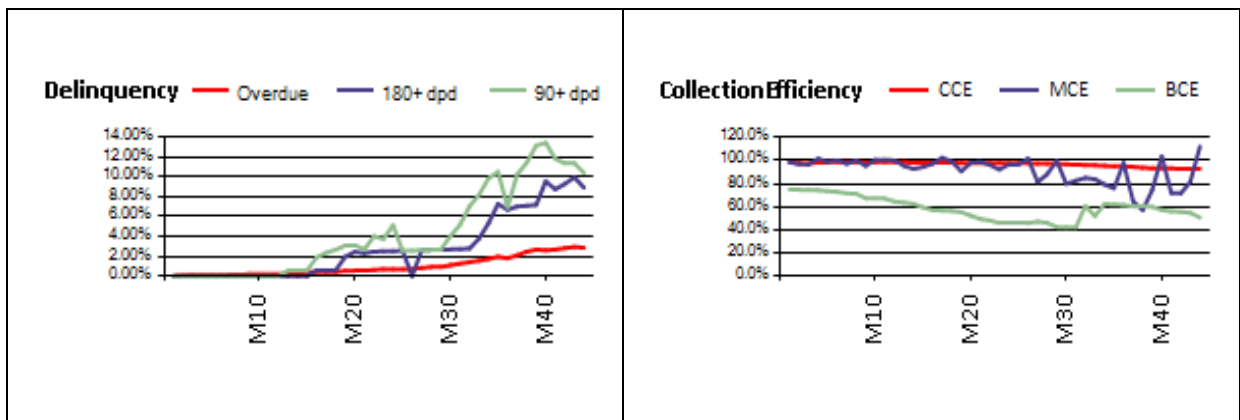 Delinquency Overdue 180+ dpd 90+ dpd
14.00%
12.00%
10.00%
8.00%
6.00%
4.00%
2.00%
0.00%
M10
M20
M30
M40
Collection Efficiency CCE MCE BCE
120.0%
100.0%
80.0%
60.0%
40.0%
20.0%
0.0%
M10
M20
M30
M40